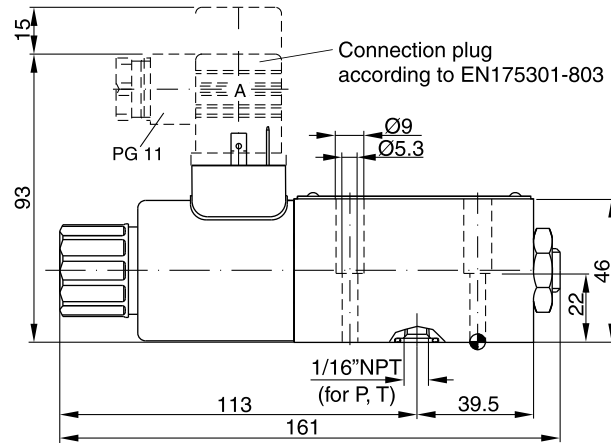 15
Connection plug
according to EN175301-803
A
PG 11
Ø9
Ø5.3
93
46
22
1/16”NPT
(for P, T)
113
39.5
161